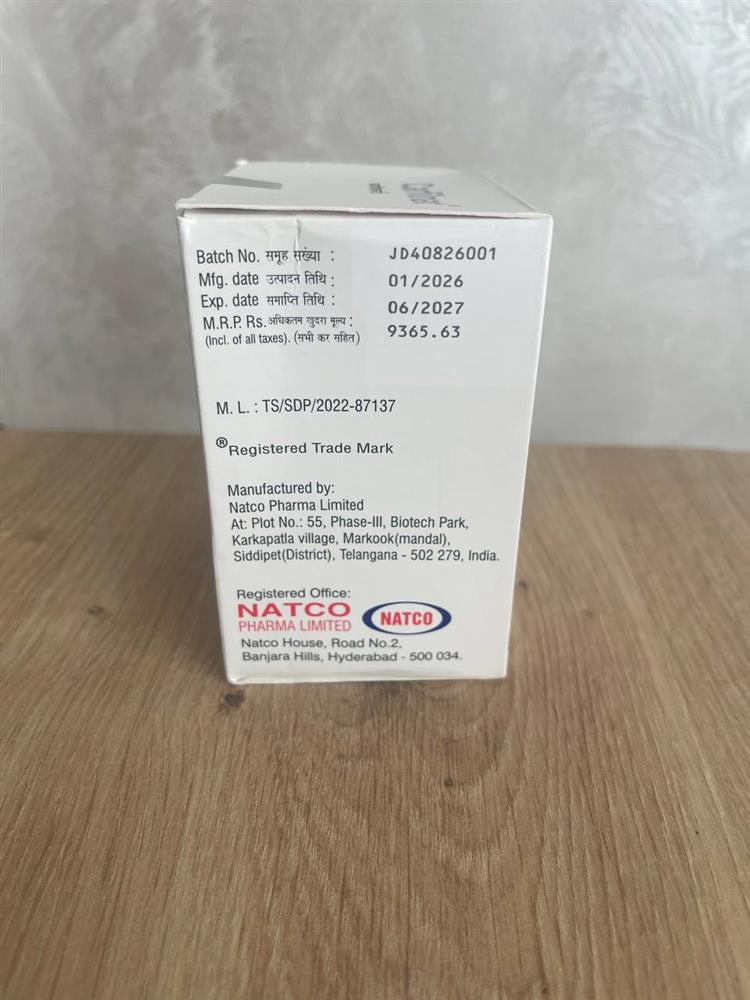 Batch No. समूह संख्या : JD40826001
Mfg. date उत्पादन तिथि : 01/2026
Exp. date समाप्ति तिथि : 06/2027
M.R.P. Rs. अधिकतम खुदरा मूल्य : 9365.63
(Incl. of all taxes). (सभी कर सहित)
M. L. : TS/SDP/2022-87137
®Registered Trade Mark
Manufactured by:
Natco Pharma Limited
At: Plot No.: 55, Phase-III, Biotech Park,
Karkapatla village, Markook(mandal),
Siddipet(District), Telangana - 502 279, India.
Registered Office:
NATCO
PHARMA LIMITED
NATCO
Natco House, Road No.2,
Banjara Hills, Hyderabad - 500 034.